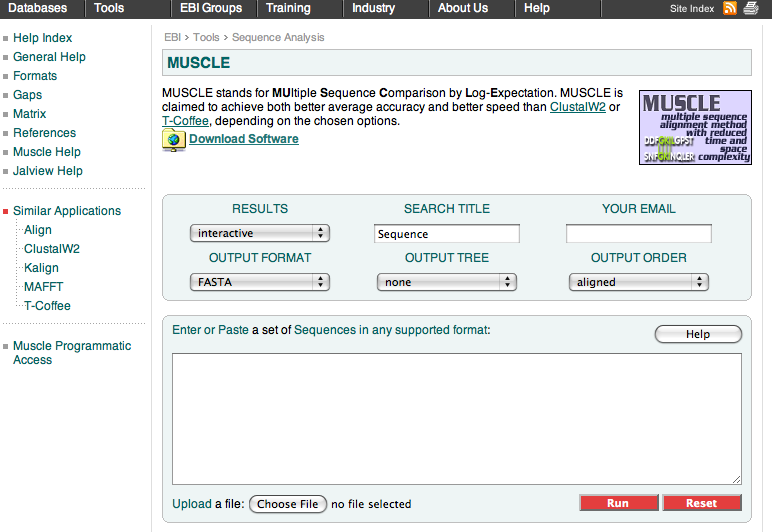 Databases Tools EBI Groups Training Industry About Us Help Site Index
Help Index
General Help
Formats
Gaps
Matrix
References
Muscle Help
Jalview Help
Similar Applications
Align
ClustalW2
Kalign
MAFFT
T-Coffee
Muscle Programmatic
Access
EBI > Tools > Sequence Analysis
MUSCLE
MUSCLE stands for MUltiple Sequence Comparison by Log-Expectation. MUSCLE is
claimed to achieve both better average accuracy and better speed than ClustalW2 or
T-Coffee, depending on the chosen options.
Download Software
MUSCLE
multiple sequence
alignment method
with reduced
DDFGKILGPST time and
space
SNFGKINQLER complexity
RESULTS SEARCH TITLE YOUR EMAIL
interactive Sequence
OUTPUT FORMAT OUTPUT TREE OUTPUT ORDER
FASTA none aligned
Enter or Paste a set of Sequences in any supported format:
Help
Upload a file: Choose File no file selected Run Reset